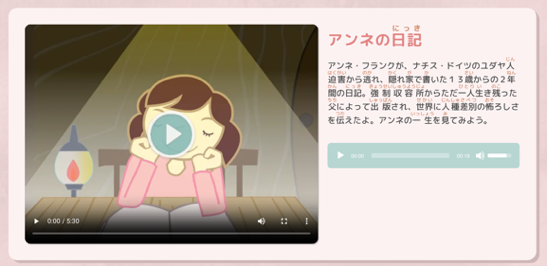 アンネの日記
アンネ・フランクが、ナチス・ドイツのユダヤ人
迫害から逃れ、隠れ家で書いた13歳からの2年
間の日記。強制収容所からただ一人生き残った
父によって出版され、世界に人種差別の怖ろしさ
を伝えたよ。アンネの一生を見てみよう。
0:00 / 5:30
00:00
00:19